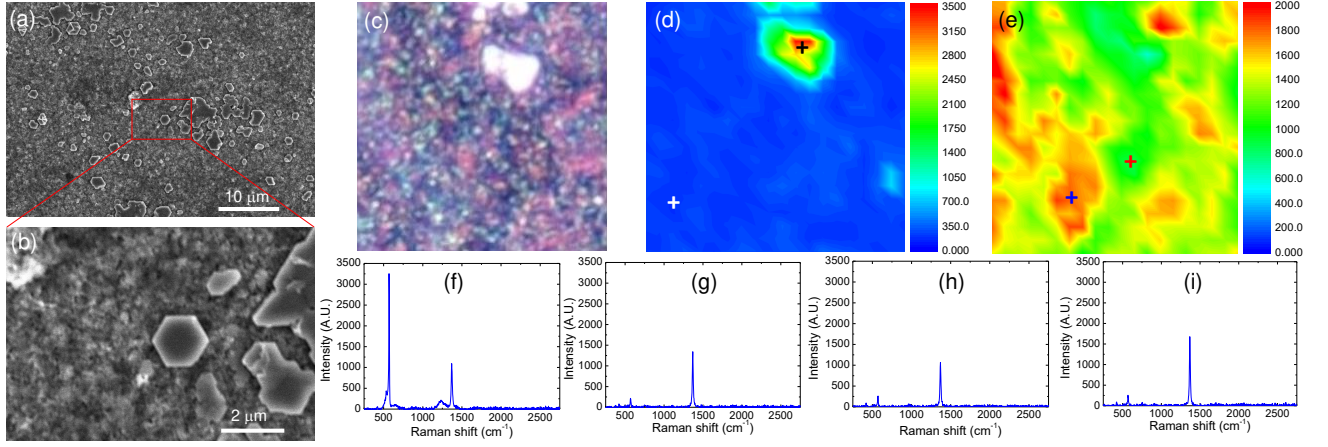 (a)
10 μm
(b)
2 μm
(c)
(d)
3500
3150
2800
2450
2100
1750
1400
1050
700.0
350.0
0.000
(e)
2000
1800
1600
1400
1200
1000
800.0
600.0
400.0
200.0
0.000
(f)
Intensity (A.U.)
3500
3000
2500
2000
1500
1000
500
0
500 1000 1500 2000 2500
Raman shift (cm⁻¹)
(g)
Intensity (A.U.)
3500
3000
2500
2000
1500
1000
500
0
500 1000 1500 2000 2500
Raman shift (cm⁻¹)
(h)
Intensity (A.U.)
3500
3000
2500
2000
1500
1000
500
0
500 1000 1500 2000 2500
Raman shift (cm⁻¹)
(i)
Intensity (A.U.)
3500
3000
2500
2000
1500
1000
500
0
500 1000 1500 2000 2500
Raman shift (cm⁻¹)